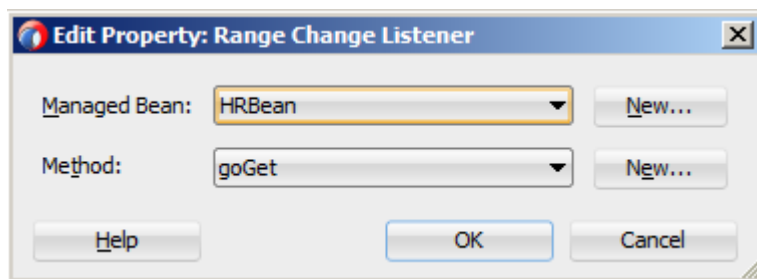 Edit Property: Range Change Listener
Managed Bean: HRBean New...
Method: goGet New...
Help OK Cancel